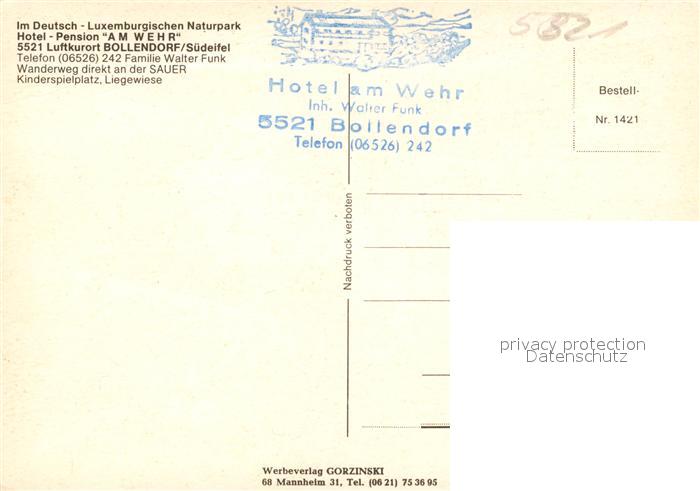 Im Deutsch - Luxemburgischen Naturpark
Hotel - Pension "AM WEHR"
5521 Luftkurort BOLLENDORF/Südeifel
Telefon (06526) 242 Familie Walter Funk
Wanderweg direkt an der SAUER
Kinderspielplatz, Liegewiese
Hotel am Wehr
Inh. Walter Funk
5521 Bollendorf
Telefon (06526) 242
5821
Bestell-
Nr. 1421
Nachdruck verboten
privacy protection
Datenschutz
Werbeverlag GORZINSKI
68 Mannheim 31, Tel. (06 21) 75 36 95